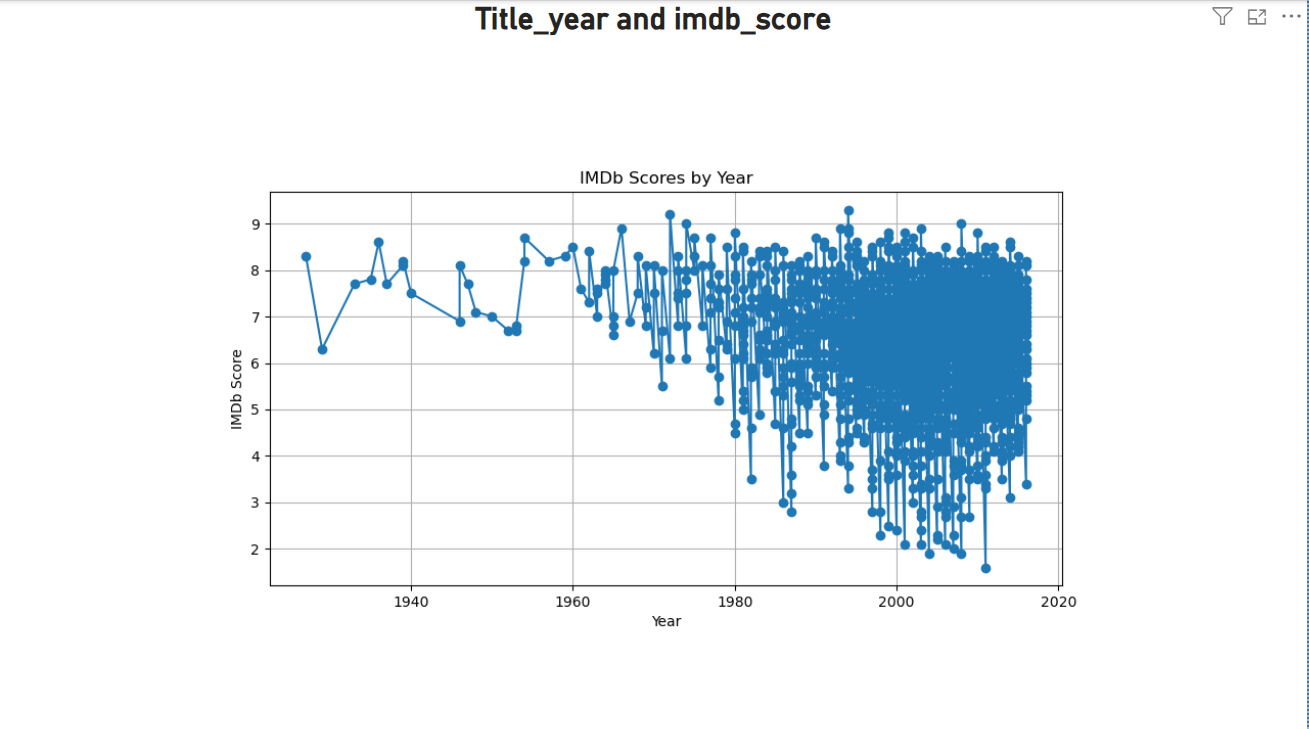 Title_year and imdb_score
IMDb Scores by Year
9
8
7
6
5
4
3
2
IMDb Score
1940 1960 1980 2000 2020
Year